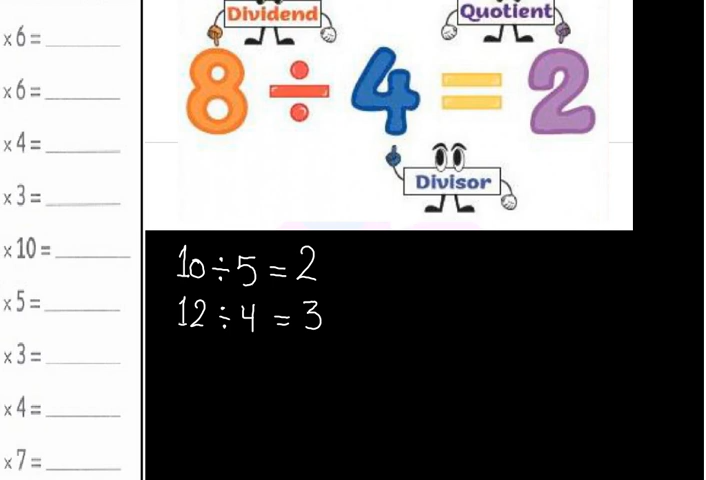 x 6 = ______
x 6 = ______
x 4 = ______
x 3 = ______
x 10 = ______
x 5 = ______
x 3 = ______
x 4 = ______
x 7 = ______
Dividend
Quotient
8 ÷ 4 = 2
Divisor
10 ÷ 5 = 2
12 ÷ 4 = 3